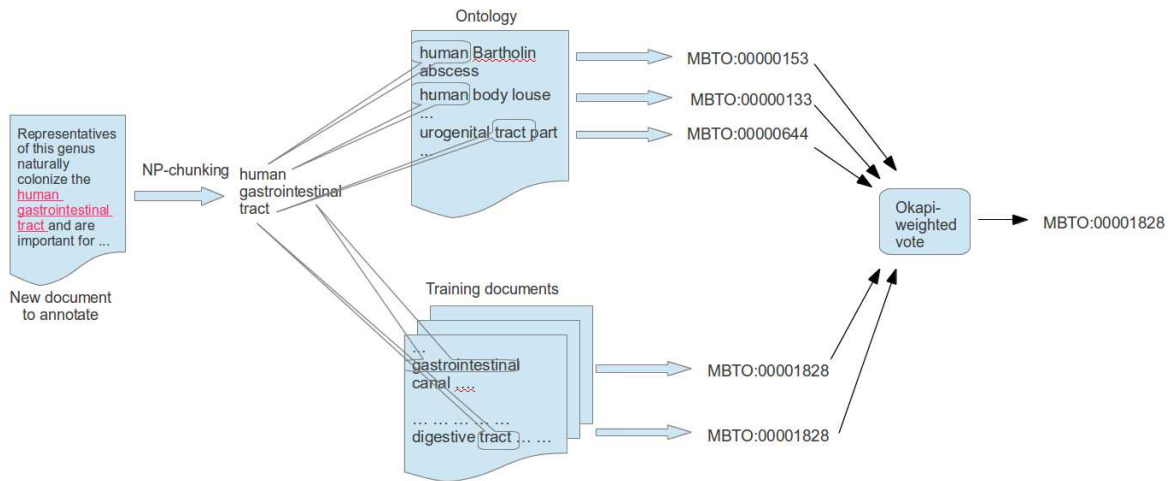 Representatives
of this genus
naturally
colonize the
human
gastrointestinal
tract and are
important for ...
New document
to annotate
NP-chunking
human
gastrointestinal
tract
Ontology
human Bartholin
abscess
human body louse
...
urogenital tract part
...
MBTO:00000153
MBTO:00000133
MBTO:00000644
Training documents
...
gastrointestinal
canal ....
... ... ... ... ...
digestive tract ... ...
MBTO:00001828
MBTO:00001828
Okapi-
weighted
vote
MBTO:00001828